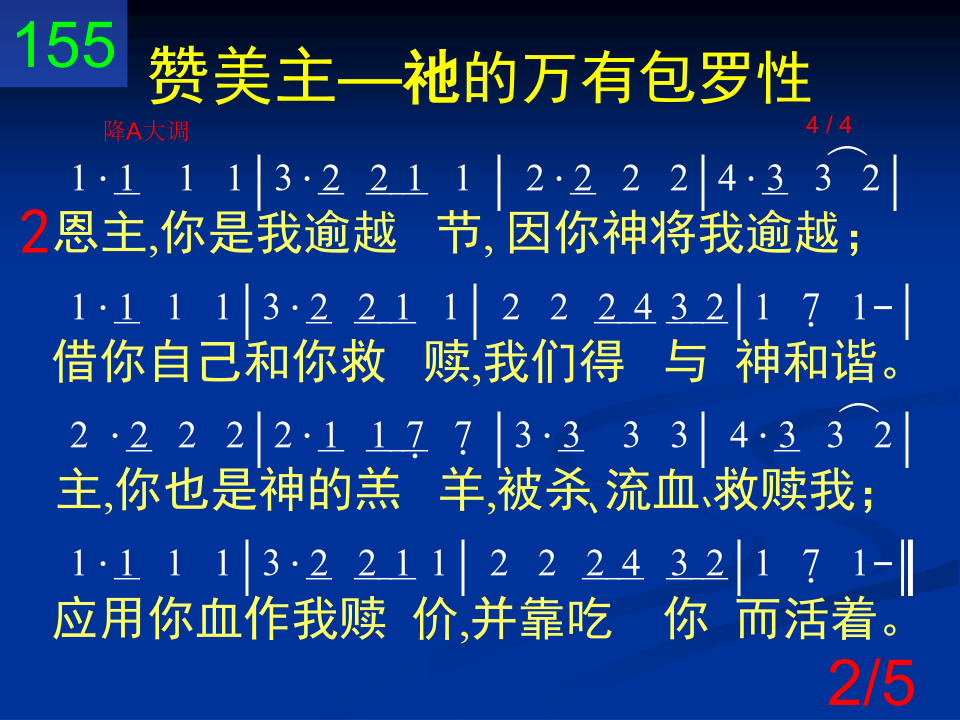 155
赞美主—祂的万有包罗性
降A大调 4 / 4
1 · 1 1 1 | 3 · 2 2 1 1 | 2 · 2 2 2 | 4 · 3 3 2 |
2 恩主,你是我逾越 节, 因你神将我逾越；
1 · 1 1 1 | 3 · 2 2 1 1 | 2 2 2 4 3 2 | 1 7̣ 1 - |
借你自己和你救 赎,我们得 与 神和谐。
2 · 2 2 2 | 2 · 1 1 7̣ 7̣ | 3 · 3 3 3 | 4 · 3 3 2 |
主,你也是神的羔 羊,被杀、流血、救赎我；
1 · 1 1 1 | 3 · 2 2 1 1 | 2 2 2 4 3 2 | 1 7̣ 1 - ‖
应用你血作我赎 价,并靠吃 你 而活着。
2/5